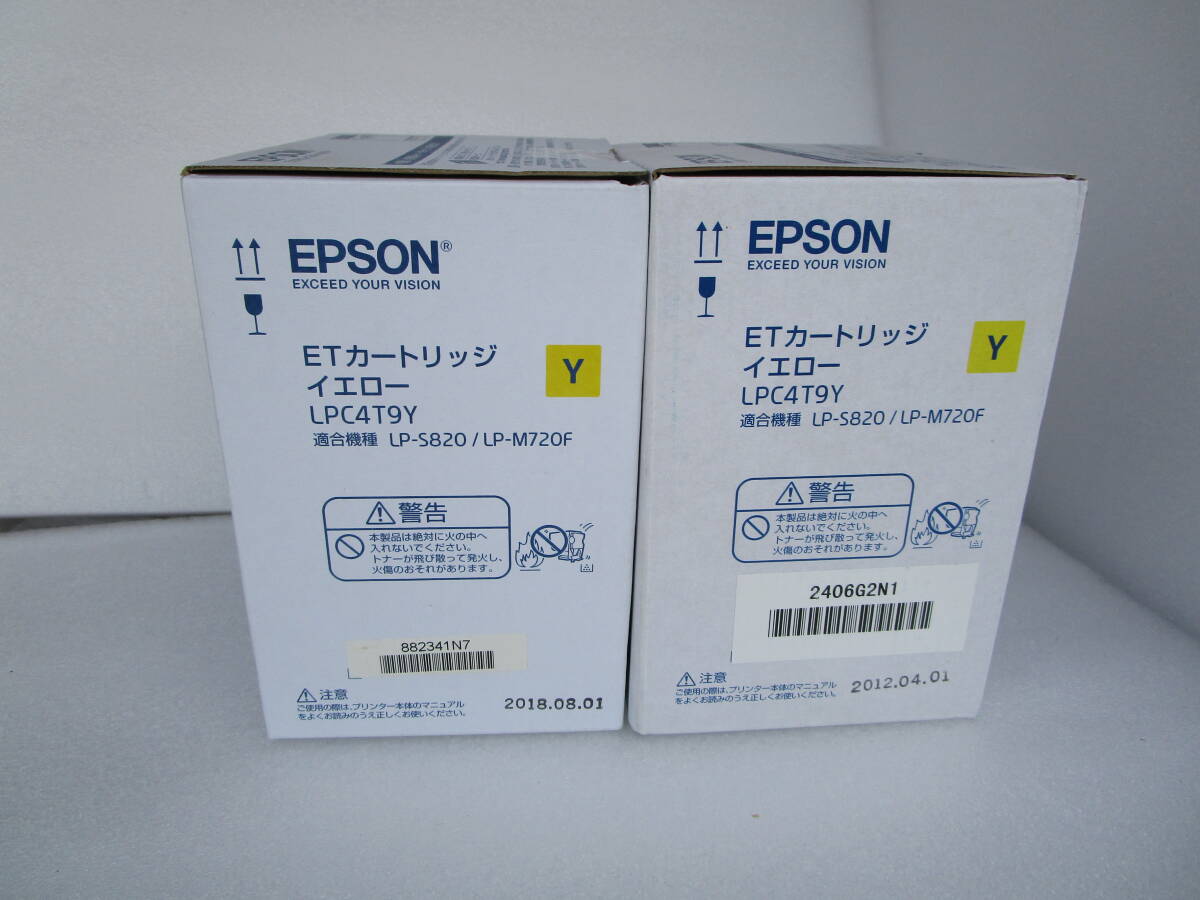 EPSON
EPSON®
EXCEED YOUR VISION
ETカートリッジ
イエロー
Y
LPC4T9Y
適合機種 LP-S820 / LP-M720F
警告
本製品は絶対に火の中へ
入れないでください。
トナーが飛び散って発火し、
火傷のおそれがあります。
882341N7
注意
ご使用の際は、プリンター本体のマニュアル
をよくお読みのうえ正しくお使いください。
2018.08.01
EPSON
EXCEED YOUR VISION
ETカートリッジ
イエロー
Y
LPC4T9Y
適合機種 LP-S820 / LP-M720F
警告
本製品は絶対に火の中へ
入れないでください。
トナーが飛び散って発火し、
火傷のおそれがあります。
2406G2N1
注意
ご使用の際は、プリンター本体のマニュアル
をよくお読みのうえ正しくお使いください。
2012.04.01